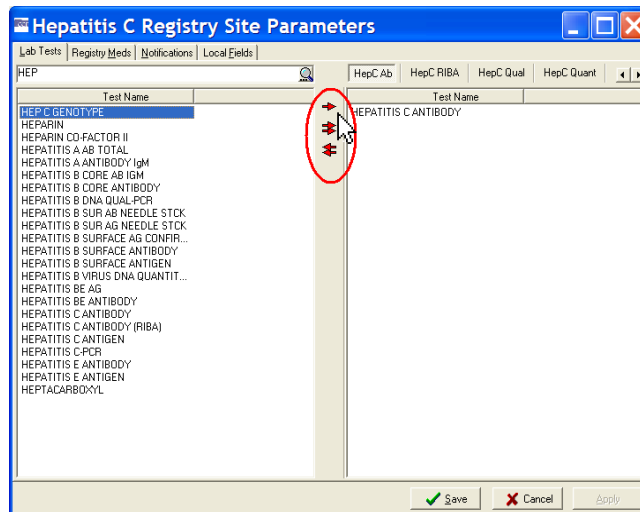 Hepatitis C Registry Site Parameters
Lab Tests Registry Meds Notifications Local Fields
HEP
HepC Ab HepC RIBA HepC Qual HepC Quant
Test Name
HEP C GENOTYPE
HEPARIN
HEPARIN CO-FACTOR II
HEPATITIS A AB TOTAL
HEPATITIS A ANTIBODY IgM
HEPATITIS B CORE AB IGM
HEPATITIS B CORE ANTIBODY
HEPATITIS B DNA QUAL-PCR
HEPATITIS B SUR AB NEEDLE STCK
HEPATITIS B SUR AG NEEDLE STCK
HEPATITIS B SURFACE AG CONFIR...
HEPATITIS B SURFACE ANTIBODY
HEPATITIS B SURFACE ANTIGEN
HEPATITIS B VIRUS DNA QUANTIT...
HEPATITIS BE AG
HEPATITIS BE ANTIBODY
HEPATITIS C ANTIBODY
HEPATITIS C ANTIBODY (RIBA)
HEPATITIS C ANTIGEN
HEPATITIS C-PCR
HEPATITIS E ANTIBODY
HEPATITIS E ANTIGEN
HEPTACARBOXYL
Test Name
HEPATITIS C ANTIBODY
Save Cancel Apply